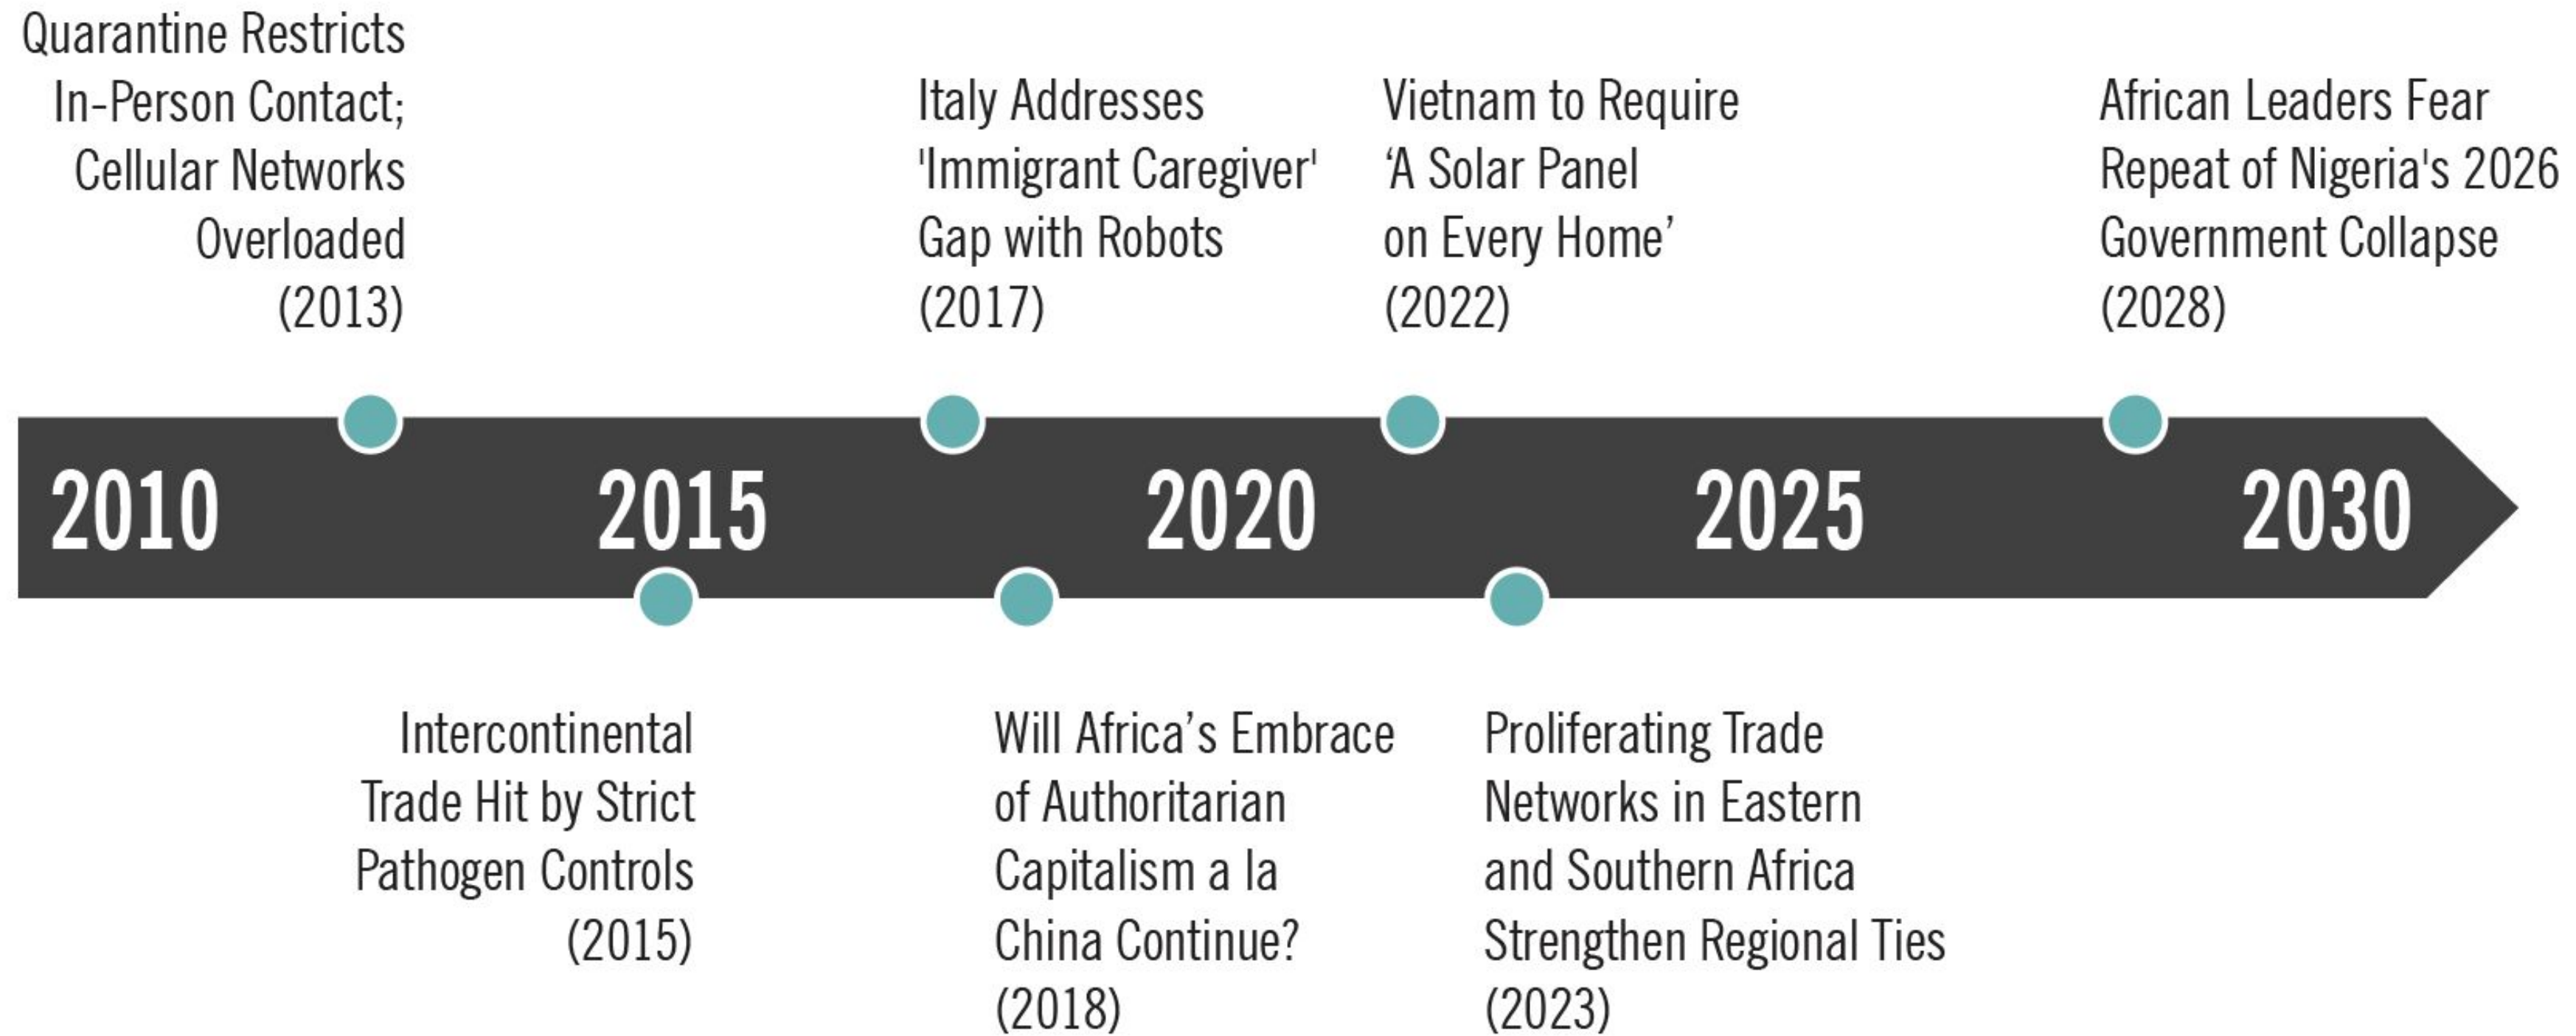 Quarantine Restricts
In-Person Contact;
Cellular Networks
Overloaded
(2013)
Italy Addresses
'Immigrant Caregiver'
Gap with Robots
(2017)
Vietnam to Require
‘A Solar Panel
on Every Home’
(2022)
African Leaders Fear
Repeat of Nigeria's 2026
Government Collapse
(2028)
2010
2015
2020
2025
2030
Intercontinental
Trade Hit by Strict
Pathogen Controls
(2015)
Will Africa’s Embrace
of Authoritarian
Capitalism a la
China Continue?
(2018)
Proliferating Trade
Networks in Eastern
and Southern Africa
Strengthen Regional Ties
(2023)